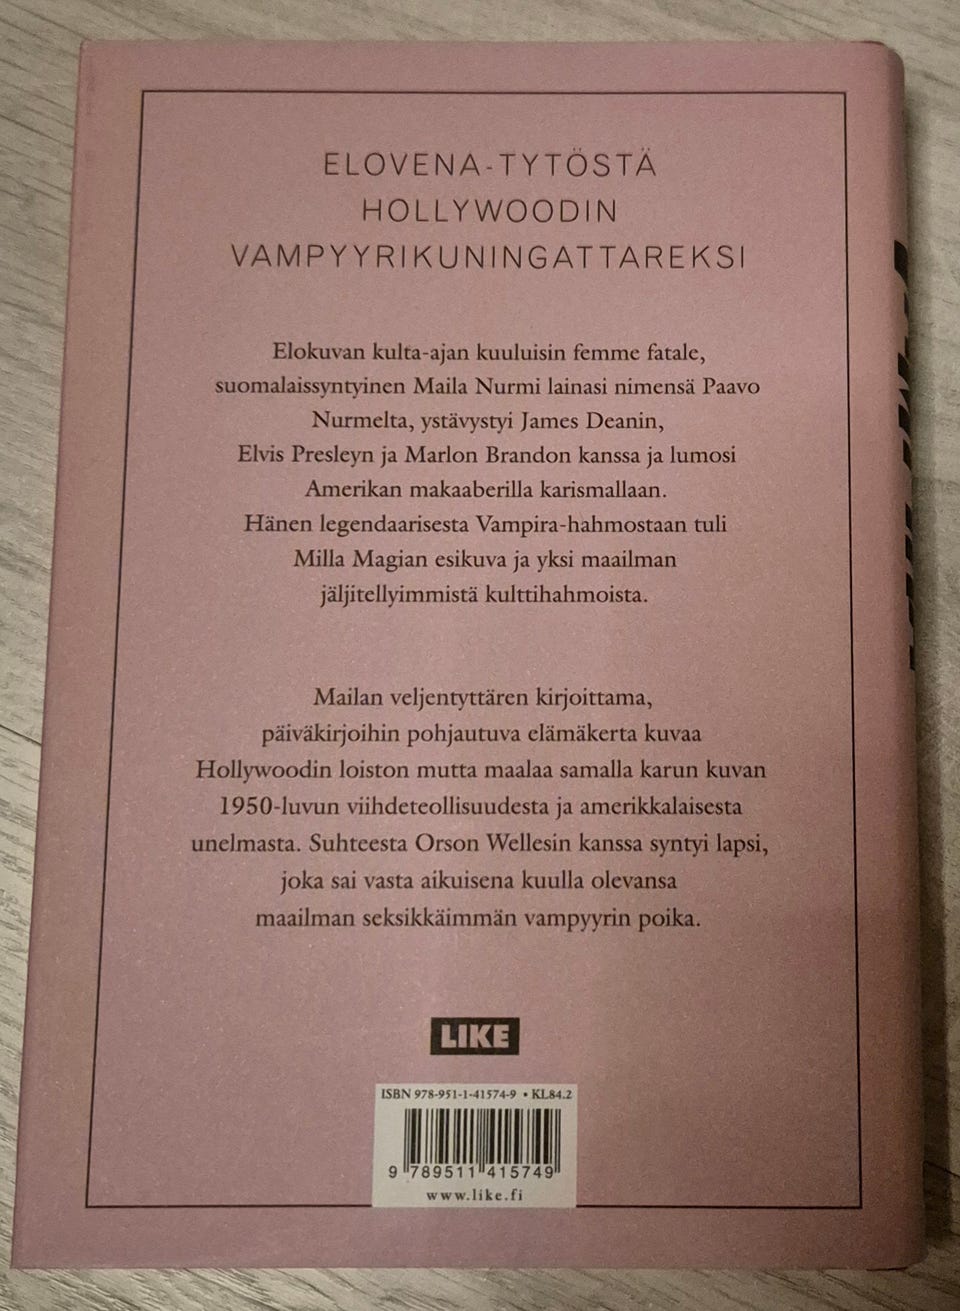 ELOVENA-TYTÖSTÄ
HOLLYWOODIN
VAMPYYRIKUNINGATTAREKSI
Elokuvan kulta-ajan kuuluisin femme fatale,
suomalaissyntyinen Maila Nurmi lainasi nimensä Paavo
Nurmelta, ystävystyi James Deanin,
Elvis Presleyn ja Marlon Brandon kanssa ja lumosi
Amerikan makaaberilla karismallaan.
Hänen legendaarisesta Vampira-hahmostaan tuli
Milla Magian esikuva ja yksi maailman
jäljitellyimmistä kulttihahmoista.
Mailan veljentyttären kirjoittama,
päiväkirjoihin pohjautuva elämäkerta kuvaa
Hollywoodin loiston mutta maalaa samalla karun kuvan
1950-luvun viihdeteollisuudesta ja amerikkalaisesta
unelmasta. Suhteesta Orson Wellesin kanssa syntyi lapsi,
joka sai vasta aikuisena kuulla olevansa
maailman seksikkäimmän vampyyrin poika.
LIKE
ISBN 978-951-1-41574-9 • KL84.2
9 789511 415749
www.like.fi